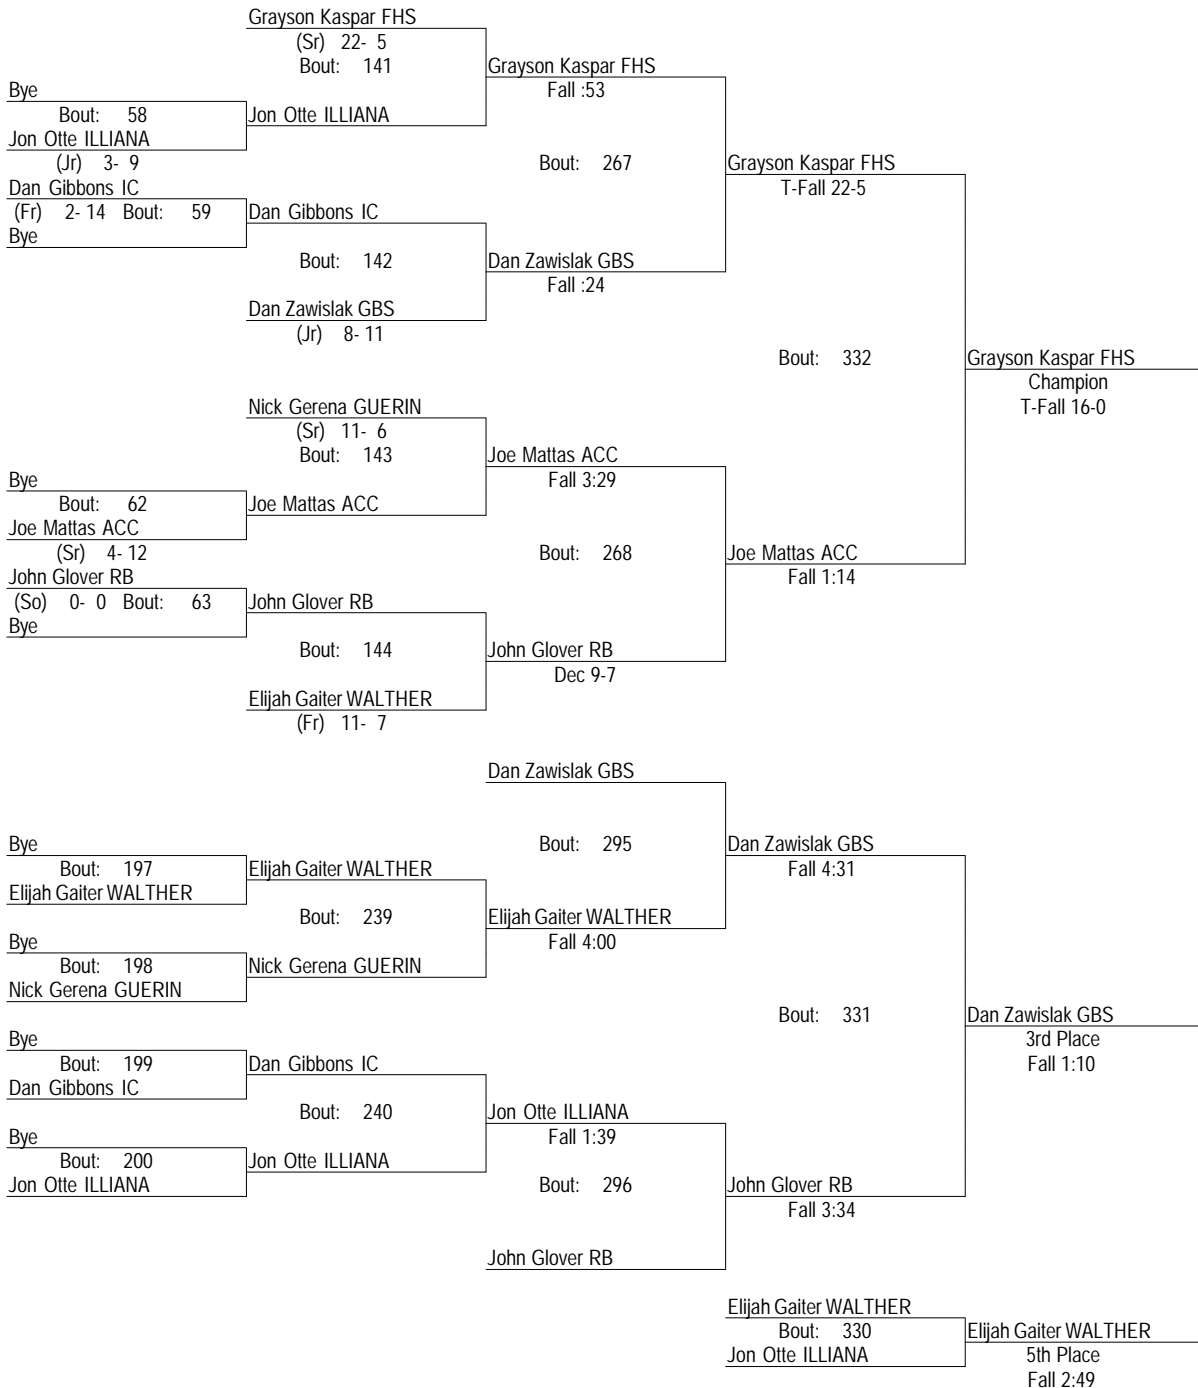 Grayson Kaspar FHS
(Sr) 22- 5
Bout: 141
Grayson Kaspar FHS
Fall :53
Bye
Bout: 58
Jon Otte ILLIANA
Jon Otte ILLIANA
(Jr) 3- 9
Bout: 267
Grayson Kaspar FHS
T-Fall 22-5
Dan Gibbons IC
(Fr) 2- 14 Bout: 59
Dan Gibbons IC
Bye
Bout: 142
Dan Zawislak GBS
Fall :24
Dan Zawislak GBS
(Jr) 8- 11
Bout: 332
Grayson Kaspar FHS
Champion
T-Fall 16-0
Nick Gerena GUERIN
(Sr) 11- 6
Bout: 143
Joe Mattas ACC
Fall 3:29
Bye
Bout: 62
Joe Mattas ACC
Joe Mattas ACC
(Sr) 4- 12
Bout: 268
Joe Mattas ACC
Fall 1:14
John Glover RB
(So) 0- 0 Bout: 63
John Glover RB
Bye
Bout: 144
John Glover RB
Dec 9-7
Elijah Gaiter WALTHER
(Fr) 11- 7
Dan Zawislak GBS
Bout: 295
Dan Zawislak GBS
Fall 4:31
Bye
Bout: 197
Elijah Gaiter WALTHER
Elijah Gaiter WALTHER
Bout: 239
Elijah Gaiter WALTHER
Fall 4:00
Bye
Bout: 198
Nick Gerena GUERIN
Nick Gerena GUERIN
Bout: 331
Dan Zawislak GBS
3rd Place
Fall 1:10
Bye
Bout: 199
Dan Gibbons IC
Dan Gibbons IC
Bout: 240
Jon Otte ILLIANA
Fall 1:39
Bye
Bout: 200
Jon Otte ILLIANA
Jon Otte ILLIANA
Bout: 296
John Glover RB
Fall 3:34
John Glover RB
Elijah Gaiter WALTHER
Bout: 330
Elijah Gaiter WALTHER
Jon Otte ILLIANA
5th Place
Fall 2:49